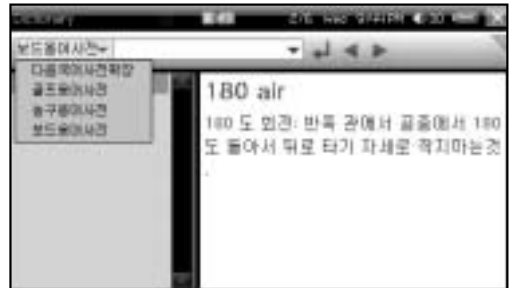 Dictionary
보드용어사전
다음국어사전확장
골프용어사전
농구용어사전
보드용어사전
180 air
180 도 회전: 반쪽 관에서 공중에서 180
도 돌아서 뒤로 타기 자세로 착지하는것
.